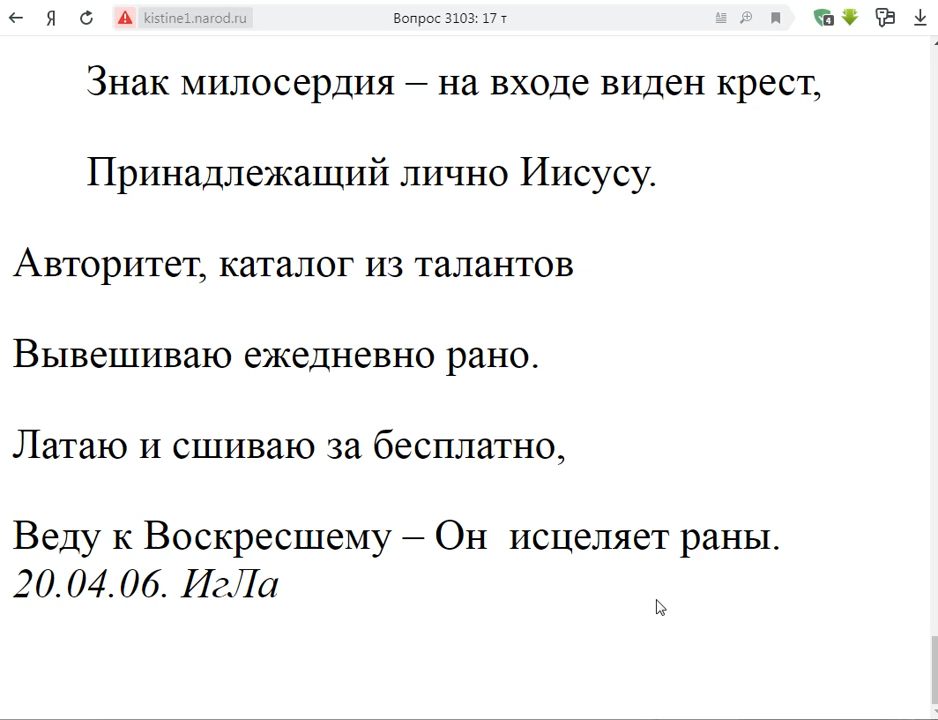 kistine1.narod.ru
Вопрос 3103: 17 т
4
Знак милосердия – на входе виден крест,
Принадлежащий лично Иисусу.
Авторитет, каталог из талантов
Вывешиваю ежедневно рано.
Латаю и сшиваю за бесплатно,
Веду к Воскресшему – Он исцеляет раны.
20.04.06. ИгЛа